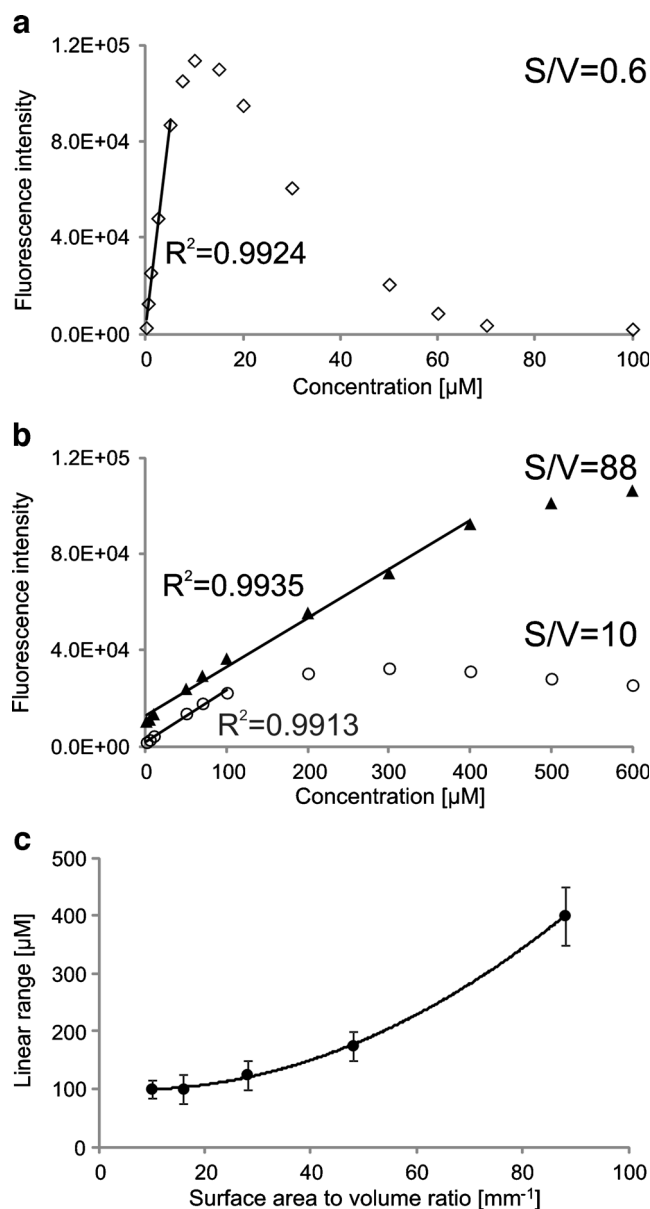 a
1.2E+05
S/V=0.6
8.0E+04
4.0E+04
R²=0.9924
0.0E+00
0 20 40 60 80 100
Fluorescence intensity
Concentration [µM]
b
1.2E+05
S/V=88
8.0E+04
R²=0.9935
S/V=10
4.0E+04
R²=0.9913
0.0E+00
0 100 200 300 400 500 600
Fluorescence intensity
Concentration [µM]
c
500
400
300
200
100
0
0 20 40 60 80 100
Linear range [µM]
Surface area to volume ratio [mm⁻¹]